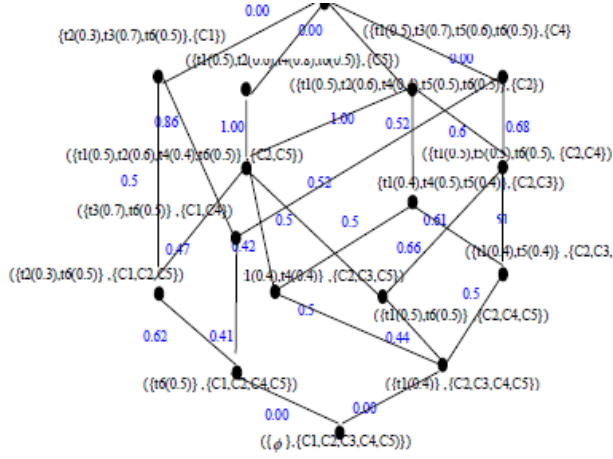 0.00
{t2(0.3),t3(0.7),t6(0.5)},{C1}
0.00
({t1(0.5),t3(0.7),t5(0.6),t6(0.5)},{C4}
0.00
{C5})
({t1(0.5),t2(0.6),t5(0.5),t6(0.5)},{C2})
0.86
1.00
1.00
0.52
0.6
0.68
({t1(0.5),t2(0.6),t4(0.4),t6(0.5)},{C2,C5})
{C2,C4})
0.5
0.52
{t1(0.4),t4(0.5),t5(0.4)},{C2,C3})
({t3(0.7),t6(0.5)},{C1,C4})
0.5
0.5
0.61
0.47
0.42
0.66
({t1(0.4),t5(0.4)},{C2,C3,
({t2(0.3),t6(0.5)},{C1,C2,C5})
1(0.4),t4(0.4)},{C2,C3,C5})
0.5
0.5
({t1(0.5),t6(0.5)},{C2,C4,C5})
0.62
0.41
0.44
({t6(0.5)},{C1,C2,C4,C5})
({t1(0.4)},{C2,C3,C4,C5})
0.00
0.00
({ϕ},{C1,C2,C3,C4,C5)})